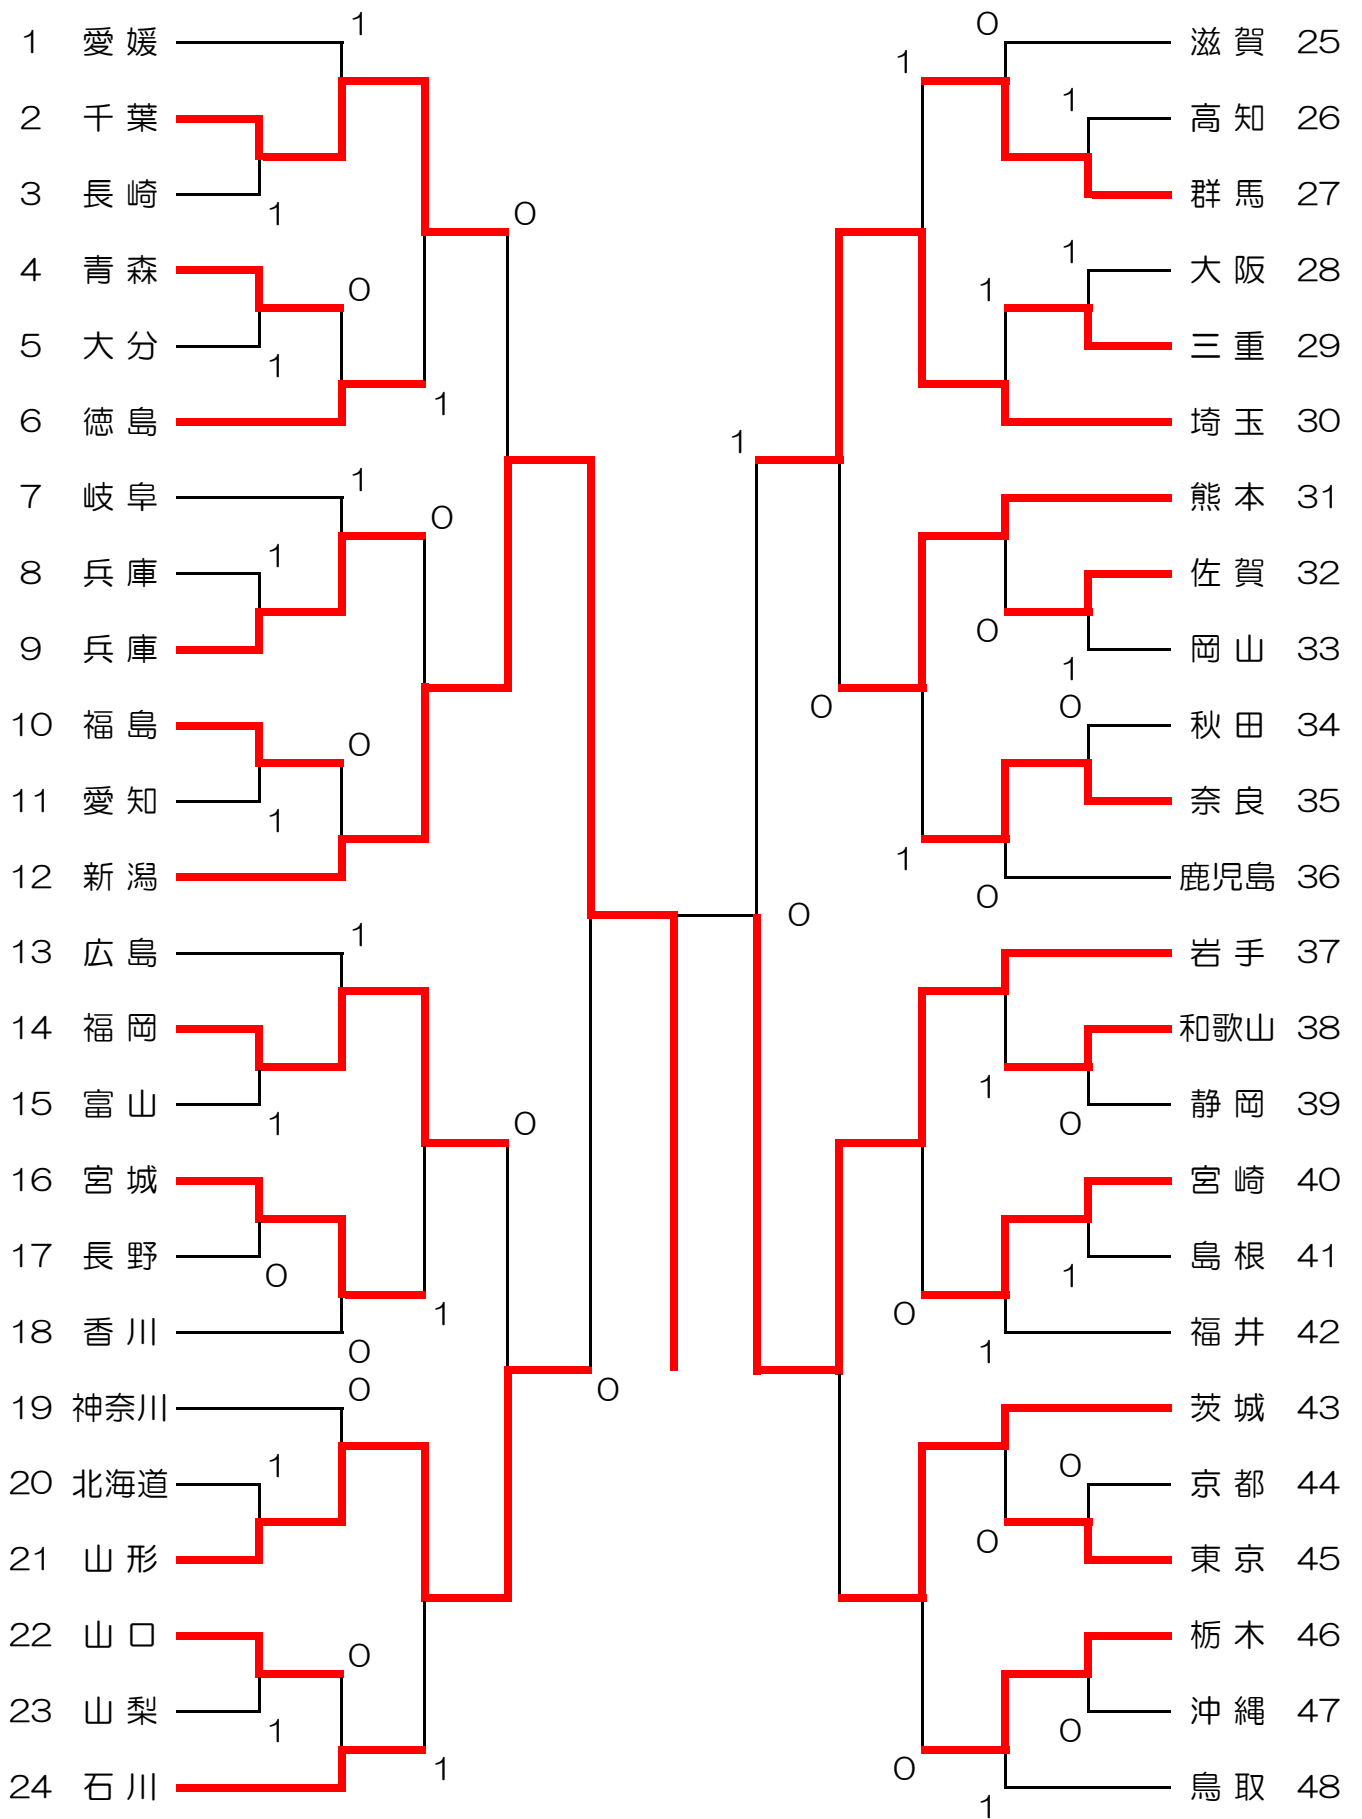 1 愛媛
2 千葉
3 長崎
4 青森
5 大分
6 徳島
7 岐阜
8 兵庫
9 兵庫
10 福島
11 愛知
12 新潟
13 広島
14 福岡
15 富山
16 宮城
17 長野
18 香川
19 神奈川
20 北海道
21 山形
22 山口
23 山梨
24 石川
1
1
0
1
1
1
1
0
0
1
1
1
0
0
1
0
0
1
0
1
0
0
0
1
1
0
1
0
1
1
1
1
0
1
0
0
0
1
0
0
1
0
1
0
1
0
0
0
0
1
滋賀 25
高知 26
群馬 27
大阪 28
三重 29
埼玉 30
熊本 31
佐賀 32
岡山 33
秋田 34
奈良 35
鹿児島 36
岩手 37
和歌山 38
静岡 39
宮崎 40
島根 41
福井 42
茨城 43
京都 44
東京 45
栃木 46
沖縄 47
鳥取 48